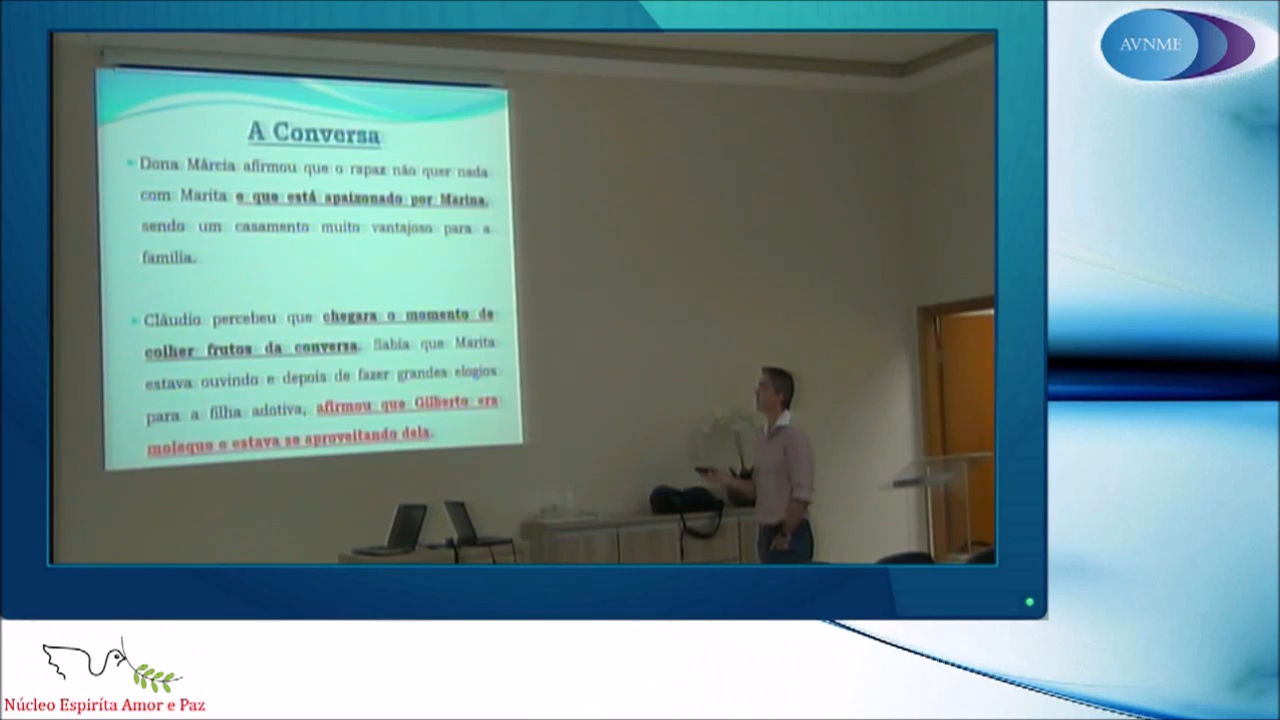 AVNME
A Conversa
Dona Márcia afirmou que o rapaz não quer nada
com Marita e que está apaixonado por Marina,
sendo um casamento muito vantajoso para a
família.
Cláudio percebeu que chegara o momento de
colher frutos da conversa. Sabia que Marita
estava ouvindo e depois de fazer grandes elogios
para a filha adotiva, afirmou que Gilberto era
moleque e estava se aproveitando dela.
Núcleo Espiríta Amor e Paz